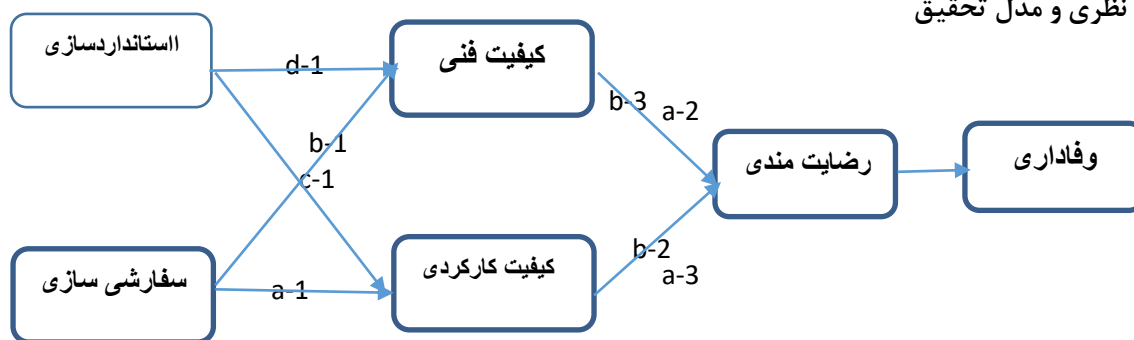 نظری و مدل تحقیق
ااستانداردسازی
کیفیت فنی
d-1
b-3
a-2
b-1
وفاداری
رضایت مندی
c-1
b-2
سفارشی سازی
کیفیت کارکردی
a-3
a-1